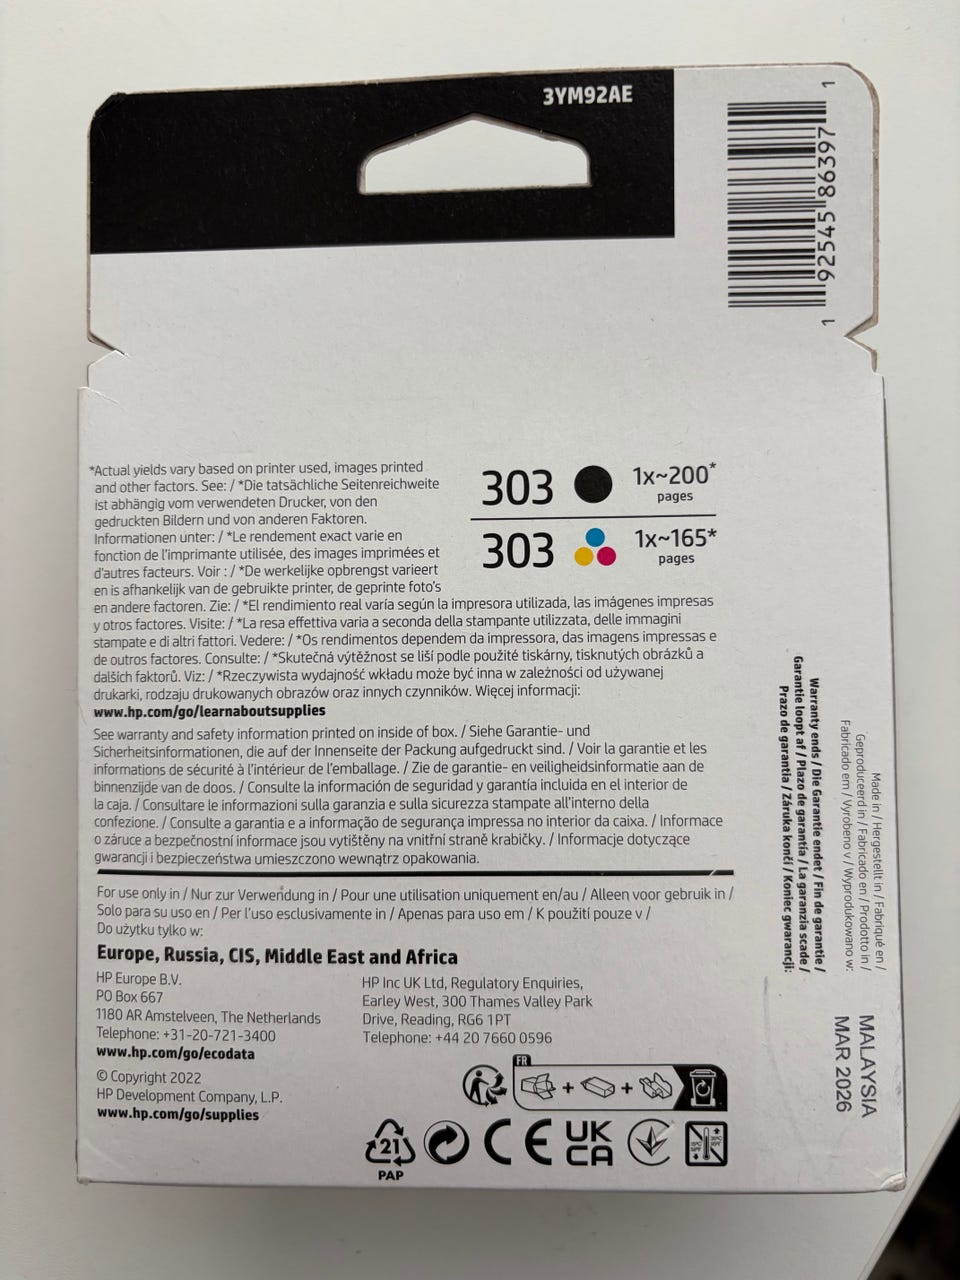 3YM92AE
1 92545 86397 1
*Actual yields vary based on printer used, images printed
and other factors. See: / *Die tatsächliche Seitenreichweite
ist abhängig vom verwendeten Drucker, von den
gedruckten Bildern und von anderen Faktoren.
Informationen unter: / *Le rendement exact varie en
fonction de l'imprimante utilisée, des images imprimées et
d'autres facteurs. Voir : / *De werkelijke opbrengst varieert
en is afhankelijk van de gebruikte printer, de geprinte foto's
en andere factoren. Zie: / *El rendimiento real varía según la impresora utilizada, las imágenes impresas
y otros factores. Visite: / *La resa effettiva varia a seconda della stampante utilizzata, delle immagini
stampate e di altri fattori. Vedere: / *Os rendimentos dependem da impressora, das imagens impressas e
de outros factores. Consulte: / *Skutečná výtěžnost se liší podle použité tiskárny, tisknutých obrázků a
dalších faktorů. Viz: / *Rzeczywista wydajność wkładu może być inna w zależności od używanej
drukarki, rodzaju drukowanych obrazów oraz innych czynników. Więcej informacji:
www.hp.com/go/learnaboutsupplies
303 1x~200*
pages
303 1x~165*
pages
See warranty and safety information printed on inside of box. / Siehe Garantie- und
Sicherheitsinformationen, die auf der Innenseite der Packung aufgedruckt sind. / Voir la garantie et les
informations de sécurité à l'intérieur de l'emballage. / Zie de garantie- en veiligheidsinformatie aan de
binnenzijde van de doos. / Consulte la información de seguridad y garantía incluida en el interior de
la caja. / Consultare le informazioni sulla garanzia e sulla sicurezza stampate all'interno della
confezione. / Consulte a garantia e a informação de segurança impressa no interior da caixa. / Informace
o záruce a bezpečnostní informace jsou vytištěny na vnitřní straně krabičky. / Informacje dotyczące
gwarancji i bezpieczeństwa umieszczono wewnątrz opakowania.
For use only in / Nur zur Verwendung in / Pour une utilisation uniquement en/au / Alleen voor gebruik in /
Solo para su uso en / Per l'uso esclusivamente in / Apenas para uso em / K použití pouze v /
Do użytku tylko w:
Europe, Russia, CIS, Middle East and Africa
HP Europe B.V.
PO Box 667
1180 AR Amstelveen, The Netherlands
Telephone: +31-20-721-3400
www.hp.com/go/ecodata
© Copyright 2022
HP Development Company, L.P.
www.hp.com/go/supplies
HP Inc UK Ltd, Regulatory Enquiries,
Earley West, 300 Thames Valley Park
Drive, Reading, RG6 1PT
Telephone: +44 20 7660 0596
FR
21
PAP
CE
UK
CA
Made in / Hergestellt in / Fabriqué en /
Geproduceerd in / Fabricado en / Prodotto in /
Fabricado em / Vyrobeno v / Wyprodukowano w:
MALAYSIA
Warranty ends / Die Garantie endet / Fin de garantie /
Garantie loopt af / Plazo de garantía / La garanzia scade /
Prazo de garantia / Záruka končí / Koniec gwarancji:
MAR 2026